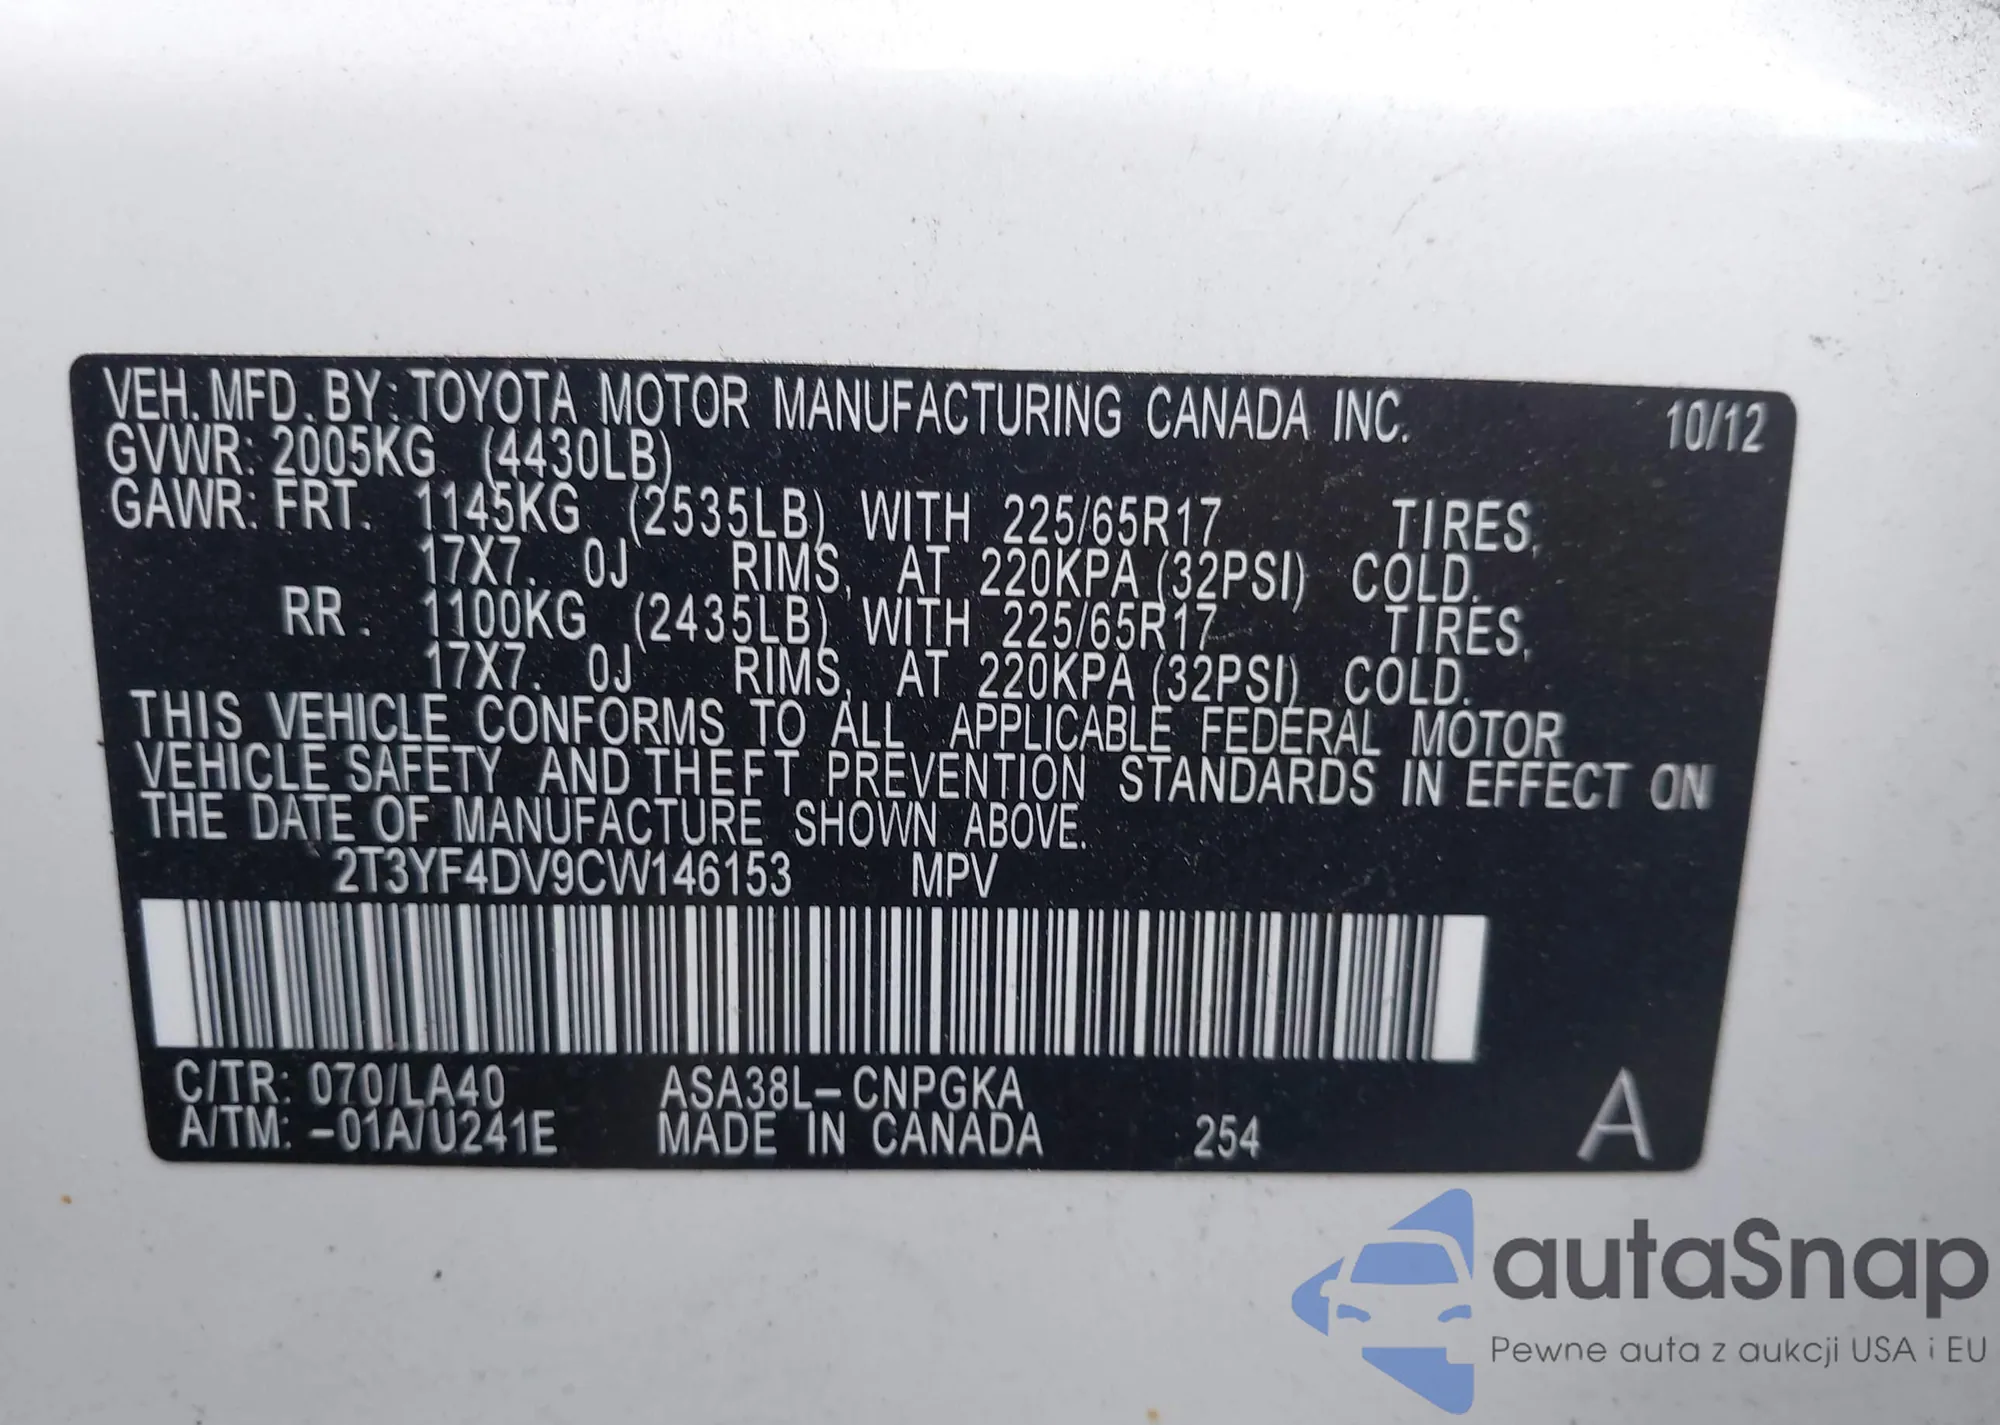 VEH. MFD. BY: TOYOTA MOTOR MANUFACTURING CANADA INC. 10/12
GVWR: 2005KG (4430LB)
GAWR: FRT. 1145KG (2535LB) WITH 225/65R17 TIRES,
17X7. 0J RIMS, AT 220KPA (32PSI) COLD.
RR. 1100KG (2435LB) WITH 225/65R17 TIRES,
17X7. 0J RIMS, AT 220KPA (32PSI) COLD.
THIS VEHICLE CONFORMS TO ALL APPLICABLE FEDERAL MOTOR
VEHICLE SAFETY AND THEFT PREVENTION STANDARDS IN EFFECT ON
THE DATE OF MANUFACTURE SHOWN ABOVE.
2T3YF4DV9CW146153 MPV
C/TR: 070/LA40 ASA38L-CNPGKA
A/TM: -01A/U241E MADE IN CANADA 254 A
autaSnap
Pewne auta z aukcji USA i EU